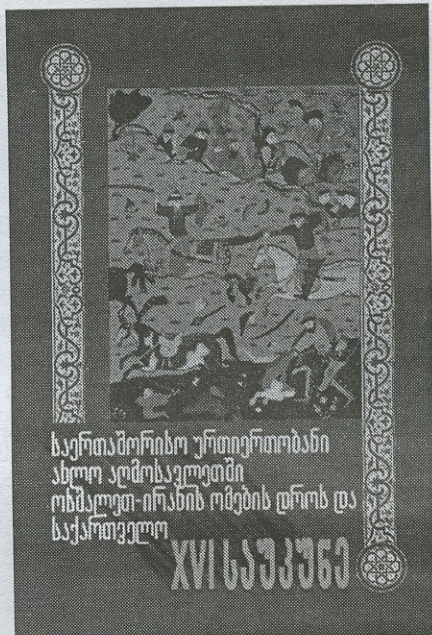 საერთაშორისო ურთიერთობანი
ახლო აღმოსავლეთში
ოსმალეთ-ირანის ომების დროს და
საქართველო
XVI საუკუნე